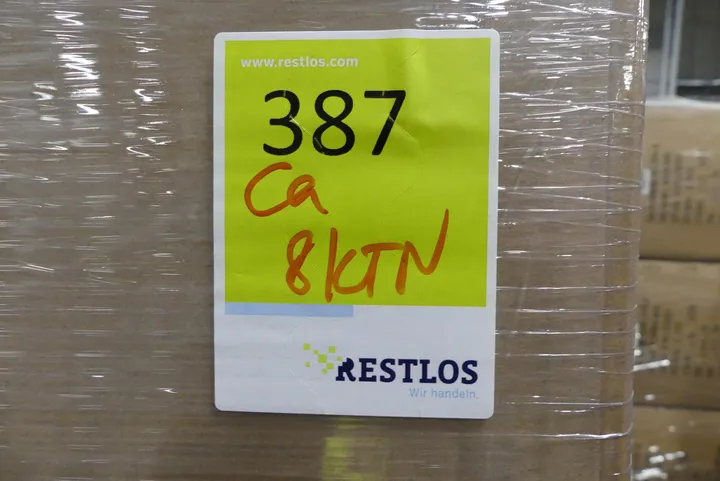 www.restlos.com
387
Ca
8 KTN
RESTLOS
Wir handeln.